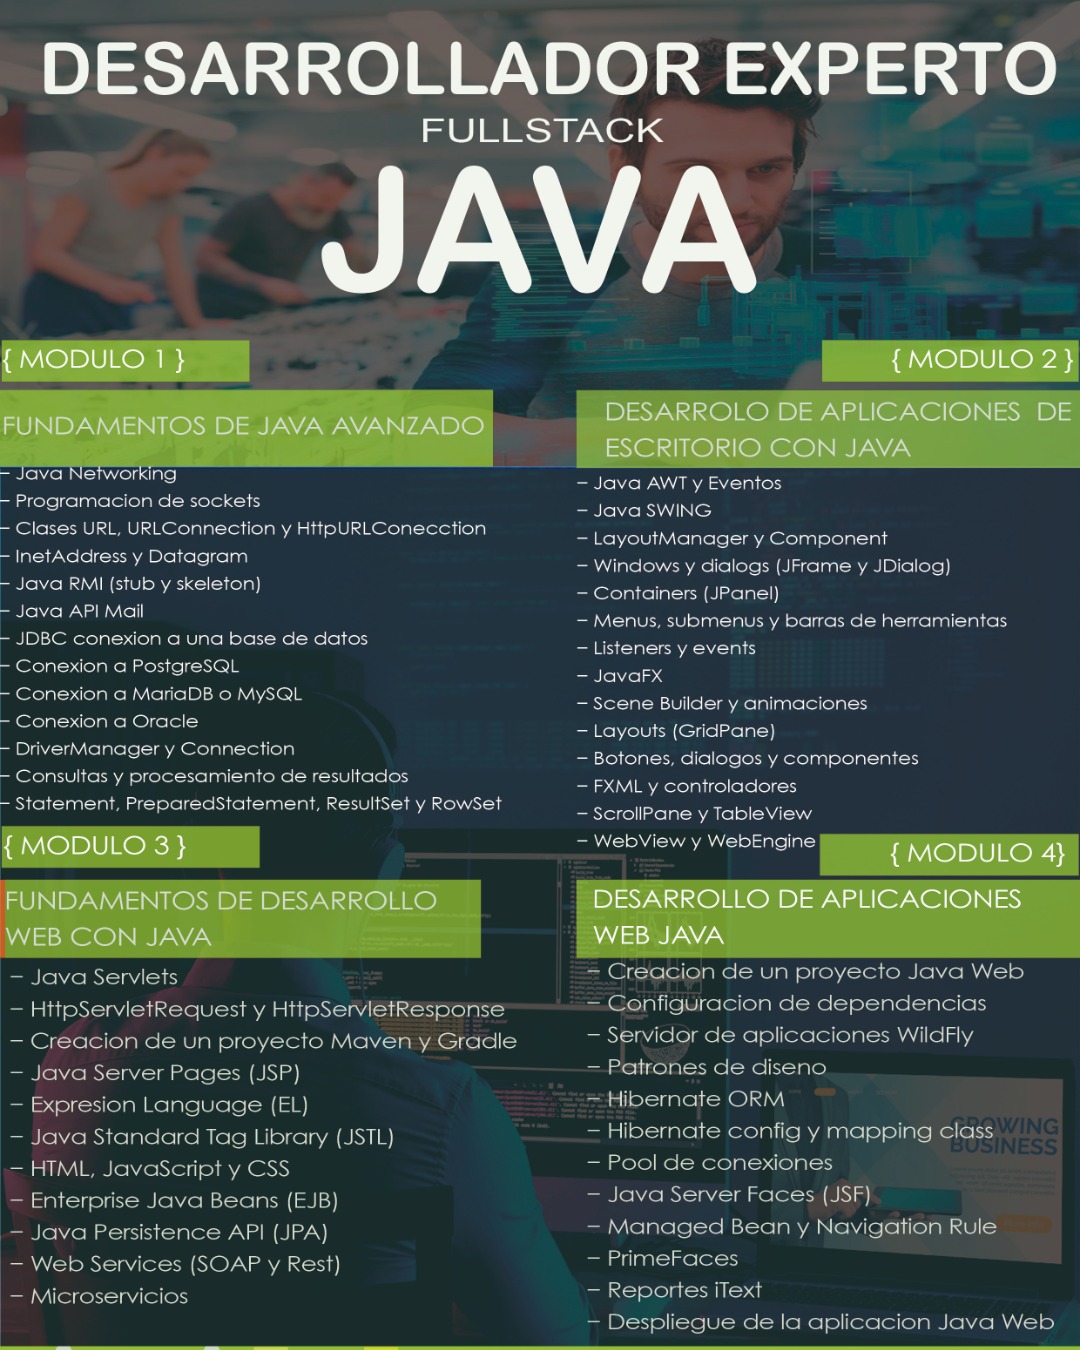 DESARROLLADOR EXPERTO
FULLSTACK
JAVA
{ MODULO 1 }
FUNDAMENTOS DE JAVA AVANZADO
– Java Networking
– Programacion de sockets
– Clases URL, URLConnection y HttpURLConecction
– InetAddress y Datagram
– Java RMI (stub y skeleton)
– Java API Mail
– JDBC conexion a una base de datos
– Conexion a PostgreSQL
– Conexion a MariaDB o MySQL
– Conexion a Oracle
– DriverManager y Connection
– Consultas y procesamiento de resultados
– Statement, PreparedStatement, ResultSet y RowSet
{ MODULO 2 }
DESARROLO DE APLICACIONES DE
ESCRITORIO CON JAVA
– Java AWT y Eventos
– Java SWING
– LayoutManager y Component
– Windows y dialogs (JFrame y JDialog)
– Containers (JPanel)
– Menus, submenus y barras de herramientas
– Listeners y events
– JavaFX
– Scene Builder y animaciones
– Layouts (GridPane)
– Botones, dialogos y componentes
– FXML y controladores
– ScrollPane y TableView
– WebView y WebEngine
{ MODULO 3 }
FUNDAMENTOS DE DESARROLLO
WEB CON JAVA
– Java Servlets
– HttpServletRequest y HttpServletResponse
– Creacion de un proyecto Maven y Gradle
– Java Server Pages (JSP)
– Expresion Language (EL)
– Java Standard Tag Library (JSTL)
– HTML, JavaScript y CSS
– Enterprise Java Beans (EJB)
– Java Persistence API (JPA)
– Web Services (SOAP y Rest)
– Microservicios
{ MODULO 4}
DESARROLLO DE APLICACIONES
WEB JAVA
– Creacion de un proyecto Java Web
– Configuracion de dependencias
– Servidor de aplicaciones WildFly
– Patrones de diseno
– Hibernate ORM
– Hibernate config y mapping class
– Pool de conexiones
– Java Server Faces (JSF)
– Managed Bean y Navigation Rule
– PrimeFaces
– Reportes iText
– Despliegue de la aplicacion Java Web
GROWING
BUSINESS